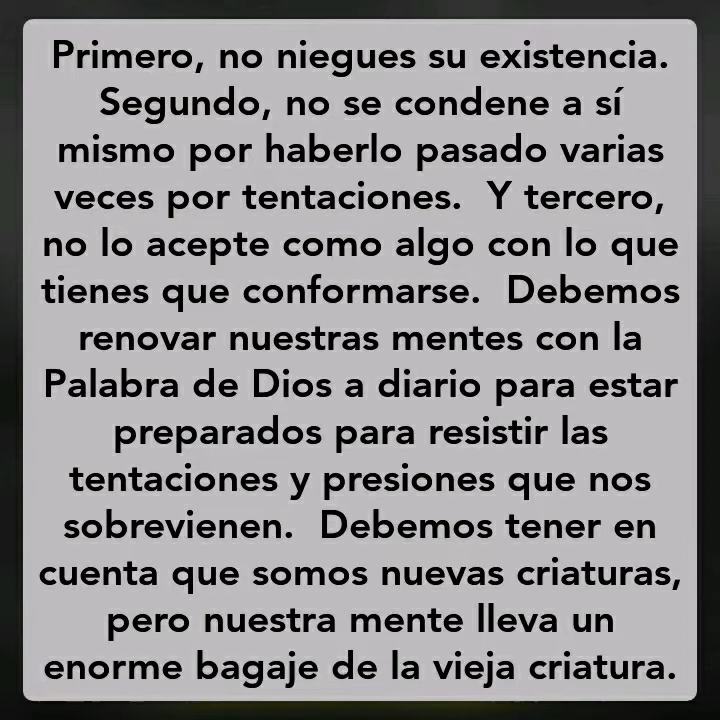 Primero, no niegues su existencia.
Segundo, no se condene a sí
mismo por haberlo pasado varias
veces por tentaciones.  Y tercero,
no lo acepte como algo con lo que
tienes que conformarse.  Debemos
renovar nuestras mentes con la
Palabra de Dios a diario para estar
preparados para resistir las
tentaciones y presiones que nos
sobrevienen.  Debemos tener en
cuenta que somos nuevas criaturas,
pero nuestra mente lleva un
enorme bagaje de la vieja criatura.